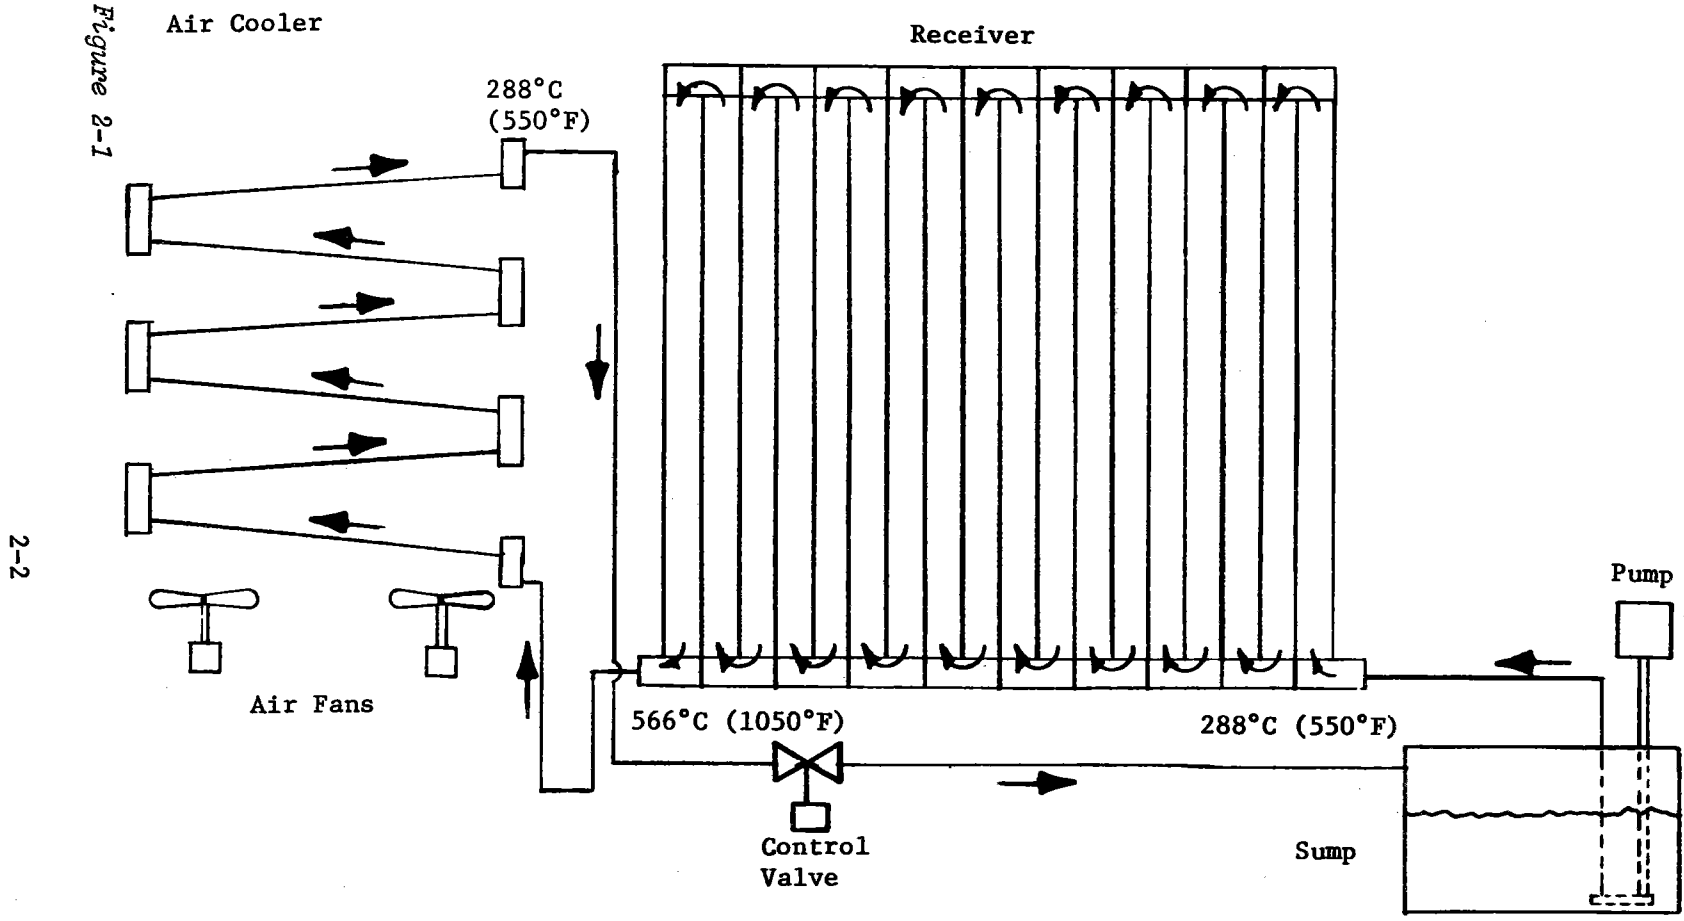 Figure 2-1
Air Cooler
Receiver
288°C
(550°F)
Pump
Air Fans
566°C (1050°F)
288°C (550°F)
Control
Valve
Sump
2-2